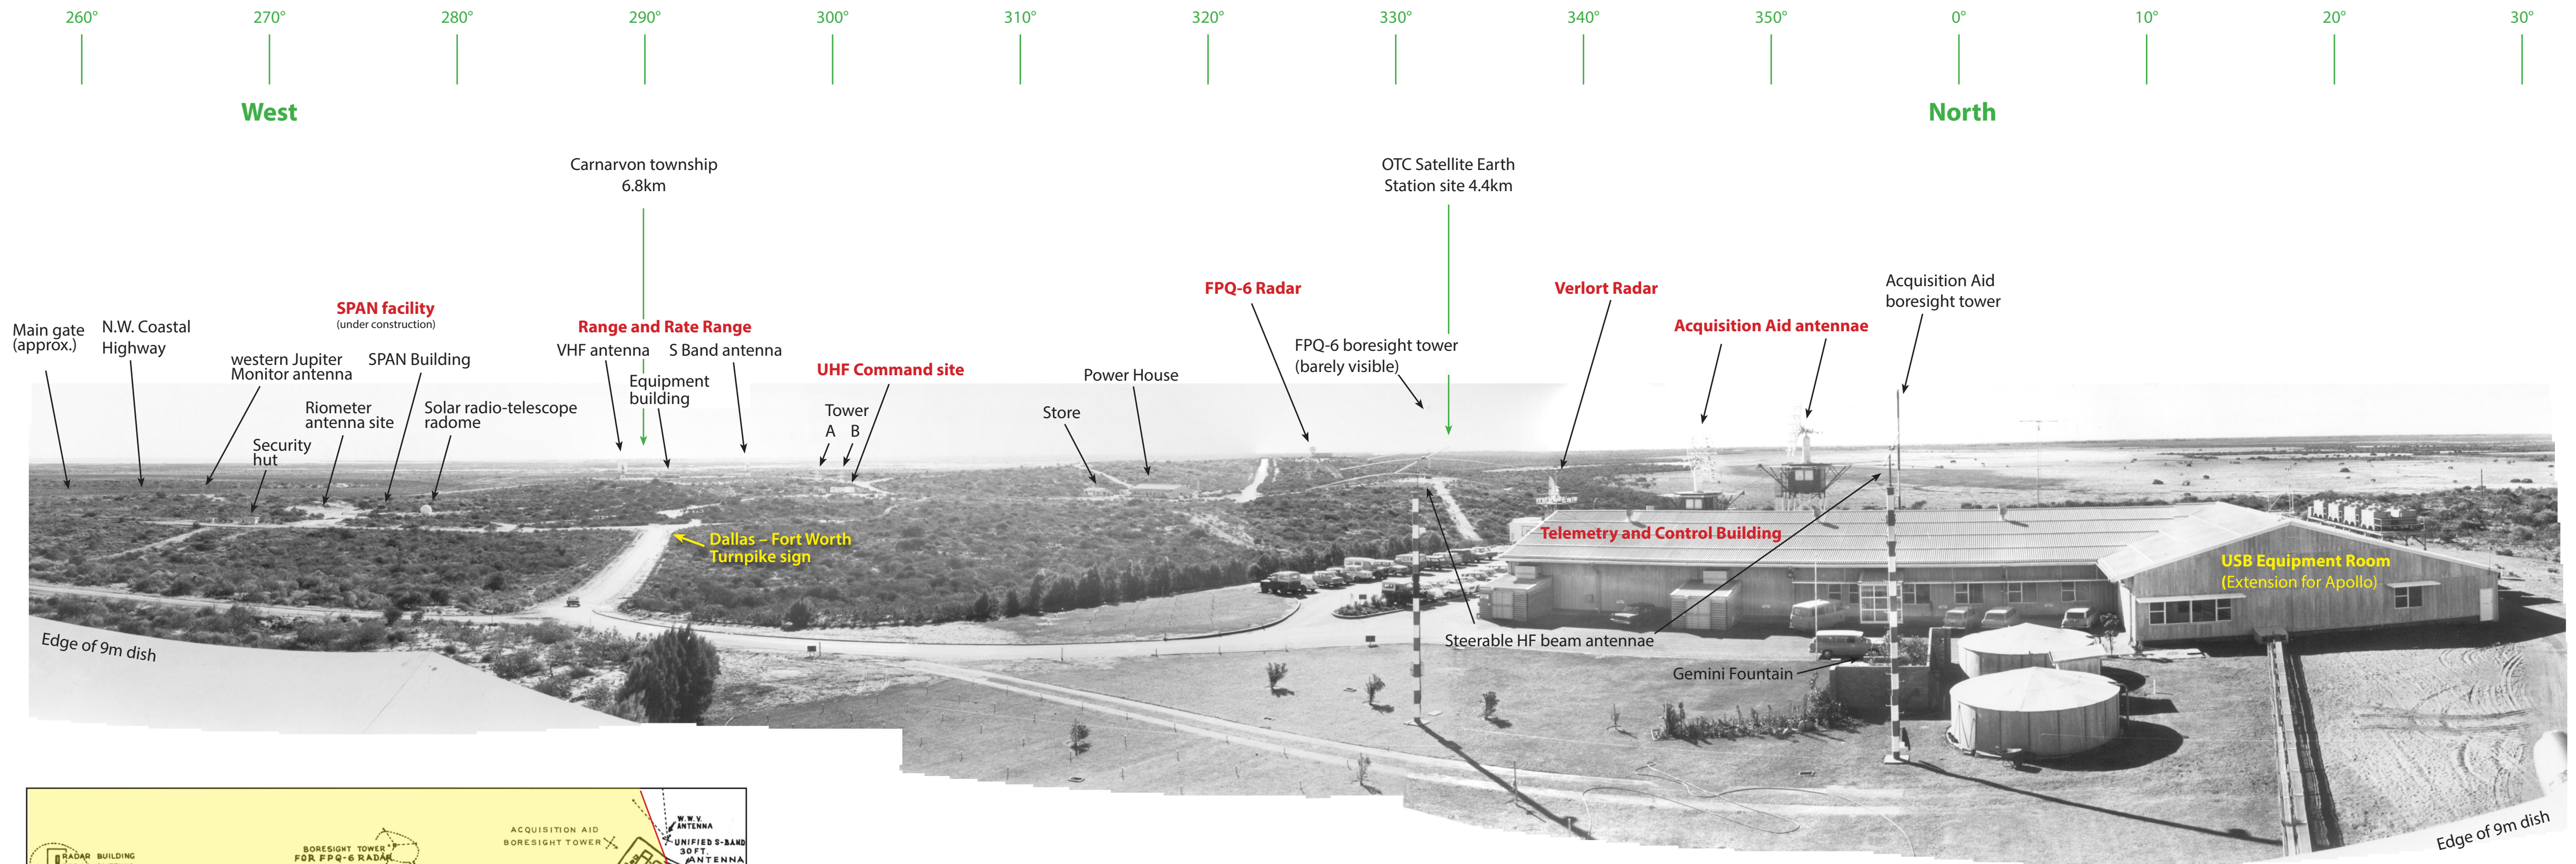 260° 270° 280° 290° 300° 310° 320° 330° 340° 350° 0° 10° 20° 30°
West
North
Carnarvon township
6.8km
OTC Satellite Earth
Station site 4.4km
Main gate
(approx.)
N.W. Coastal
Highway
SPAN facility
(under construction)
western Jupiter
Monitor antenna
SPAN Building
Riometer
antenna site
Solar radio-telescope
radome
Security
hut
Range and Rate Range
VHF antenna
S Band antenna
Equipment
building
UHF Command site
Tower
A B
Store
Power House
FPQ-6 Radar
FPQ-6 boresight tower
(barely visible)
Verlort Radar
Acquisition Aid antennae
Acquisition Aid
boresight tower
Dallas – Fort Worth
Turnpike sign
Telemetry and Control Building
USB Equipment Room
(Extension for Apollo)
Steerable HF beam antennae
Gemini Fountain
Edge of 9m dish
Edge of 9m dish
RADAR BUILDING
BORESIGHT TOWER
FOR FPQ-6 RADAR
ACQUISITION AID
BORESIGHT TOWER
W.W.V.
ANTENNA
UNIFIED S-BAND
30 FT.
ANTENNA